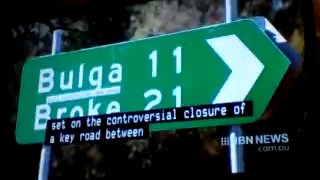 Bulga 11
Broke 21
set on the controversial closure of
a key road between
NBN NEWS
.com.au